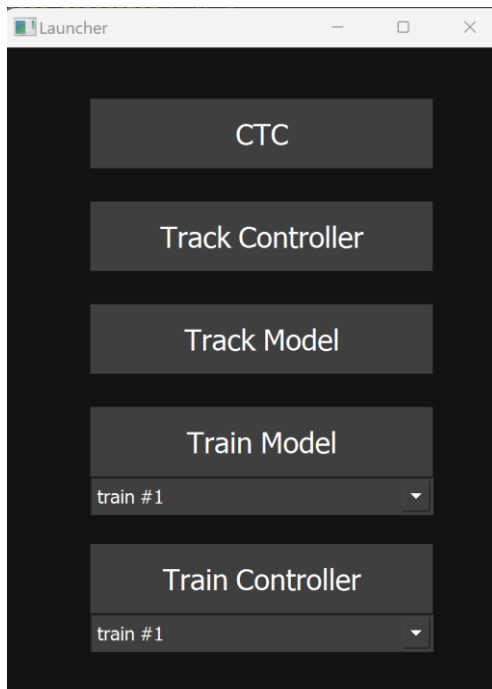 Launcher
CTC
Track Controller
Track Model
Train Model
train #1
Train Controller
train #1